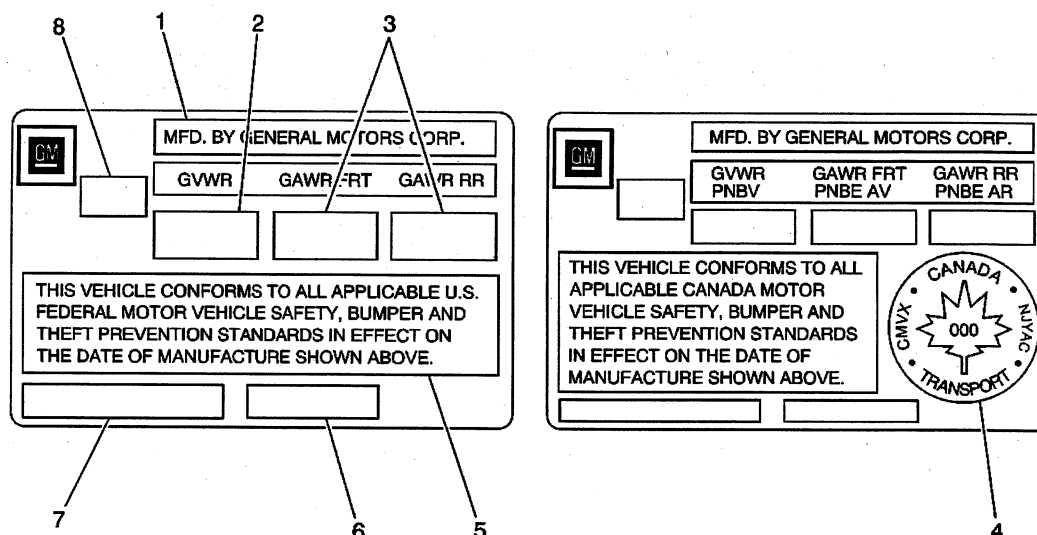 8 1 2 3
GM
MFD. BY GENERAL MOTORS CORP.
GVWR GAWR FRT GAWR RR
THIS VEHICLE CONFORMS TO ALL APPLICABLE U.S.
FEDERAL MOTOR VEHICLE SAFETY, BUMPER AND
THEFT PREVENTION STANDARDS IN EFFECT ON
THE DATE OF MANUFACTURE SHOWN ABOVE.
7 6 5
GM
MFD. BY GENERAL MOTORS CORP.
GVWR GAWR FRT GAWR RR
PNBV PNBE AV PNBE AR
THIS VEHICLE CONFORMS TO ALL
APPLICABLE CANADA MOTOR
VEHICLE SAFETY, BUMPER AND
THEFT PREVENTION STANDARDS
IN EFFECT ON THE DATE OF
MANUFACTURE SHOWN ABOVE.
CANADA
CMVX 000 NJYAC
TRANSPORT
4